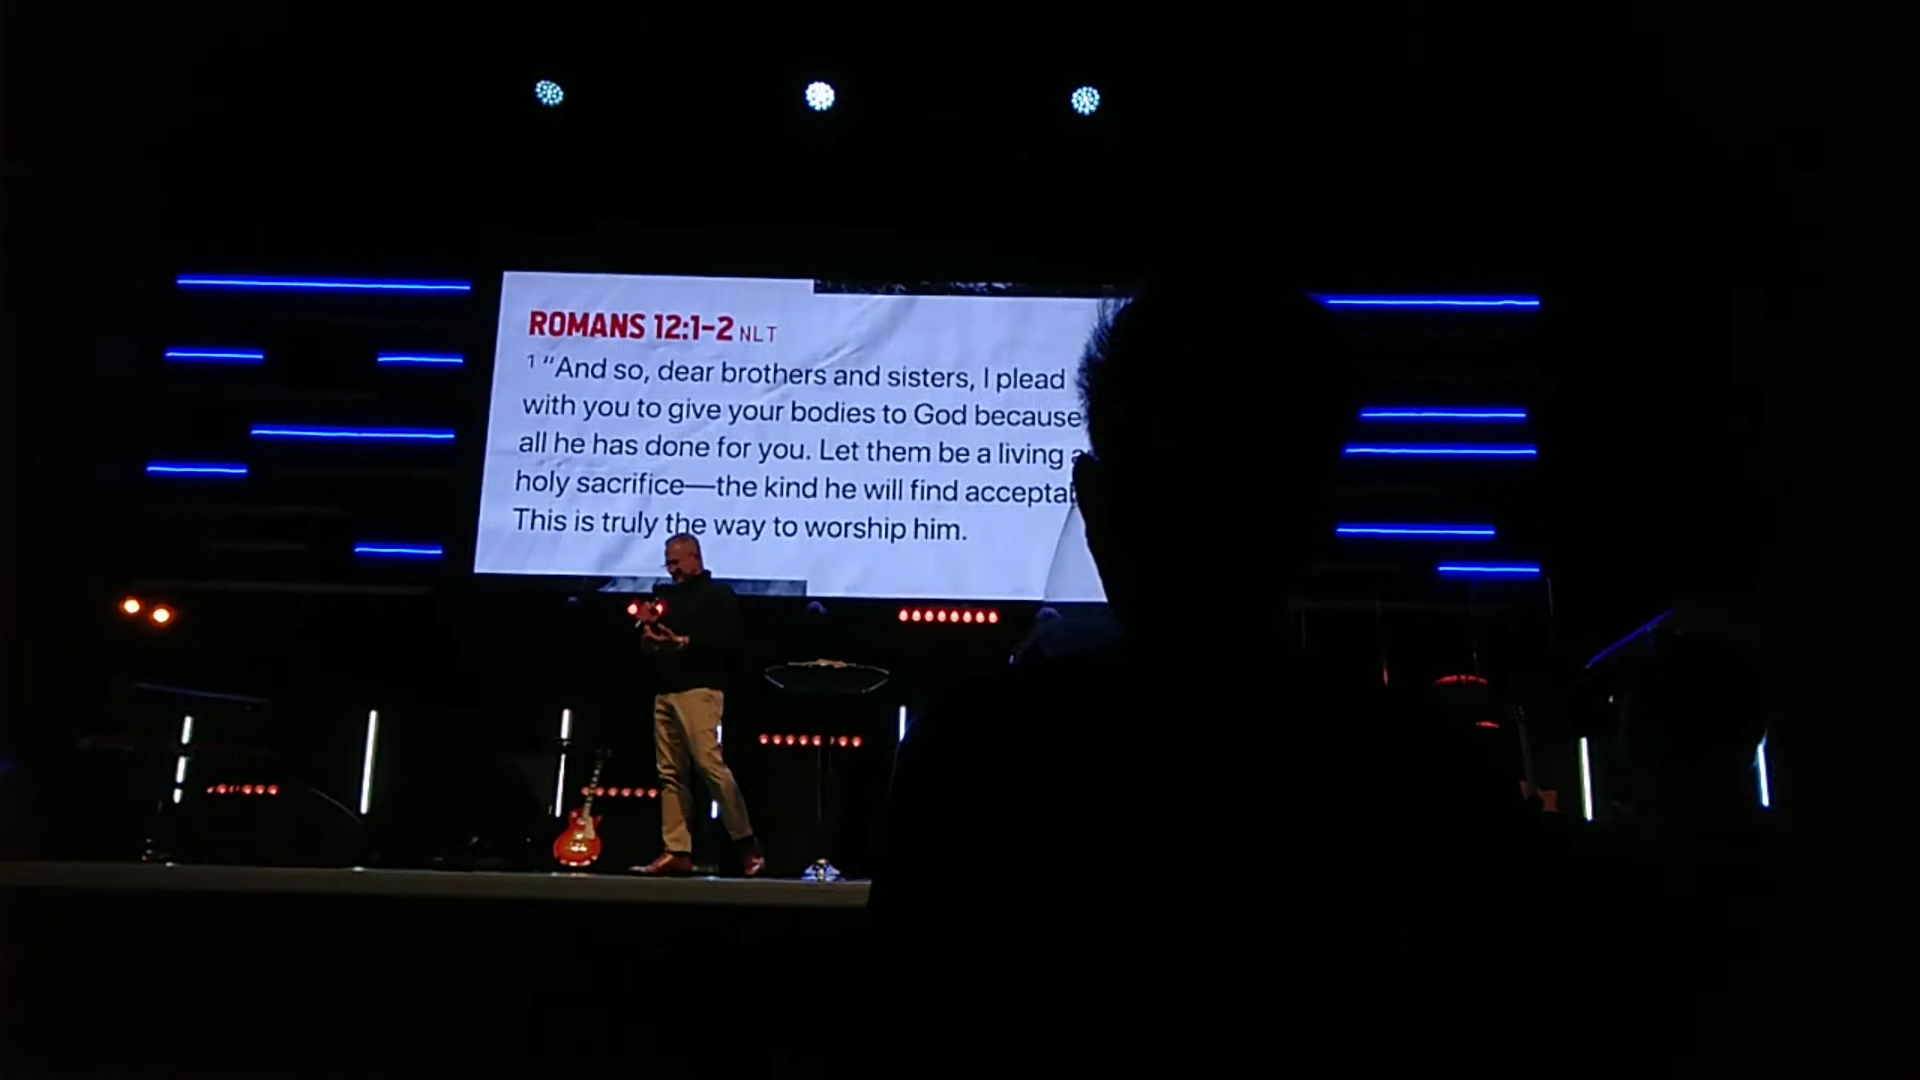 ROMANS 12:1-2 NLT
1 "And so, dear brothers and sisters, I plead
with you to give your bodies to God because
all he has done for you. Let them be a living
holy sacrifice—the kind he will find
This is truly the way to worship him.